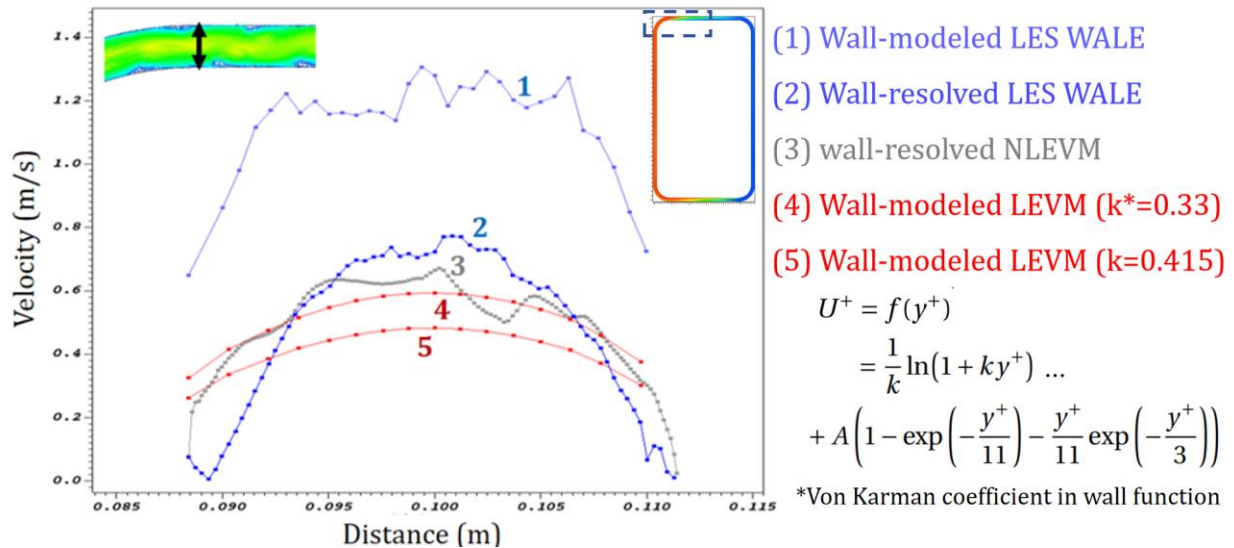 1.4
1.2
1.0
0.8
0.6
0.4
0.2
0.0
Velocity (m/s)
1
2
3
4
5
0.085
0.090
0.095
0.100
0.105
0.110
0.115
Distance (m)
(1) Wall-modeled LES WALE
(2) Wall-resolved LES WALE
(3) wall-resolved NLEVM
(4) Wall-modeled LEVM (k*=0.33)
(5) Wall-modeled LEVM (k=0.415)
U⁺ = f(y⁺)
= 1/k ln(1 + ky⁺) ...
+ A(1 − exp(−y⁺/11) − y⁺/11 exp(−y⁺/3))
*Von Karman coefficient in wall function